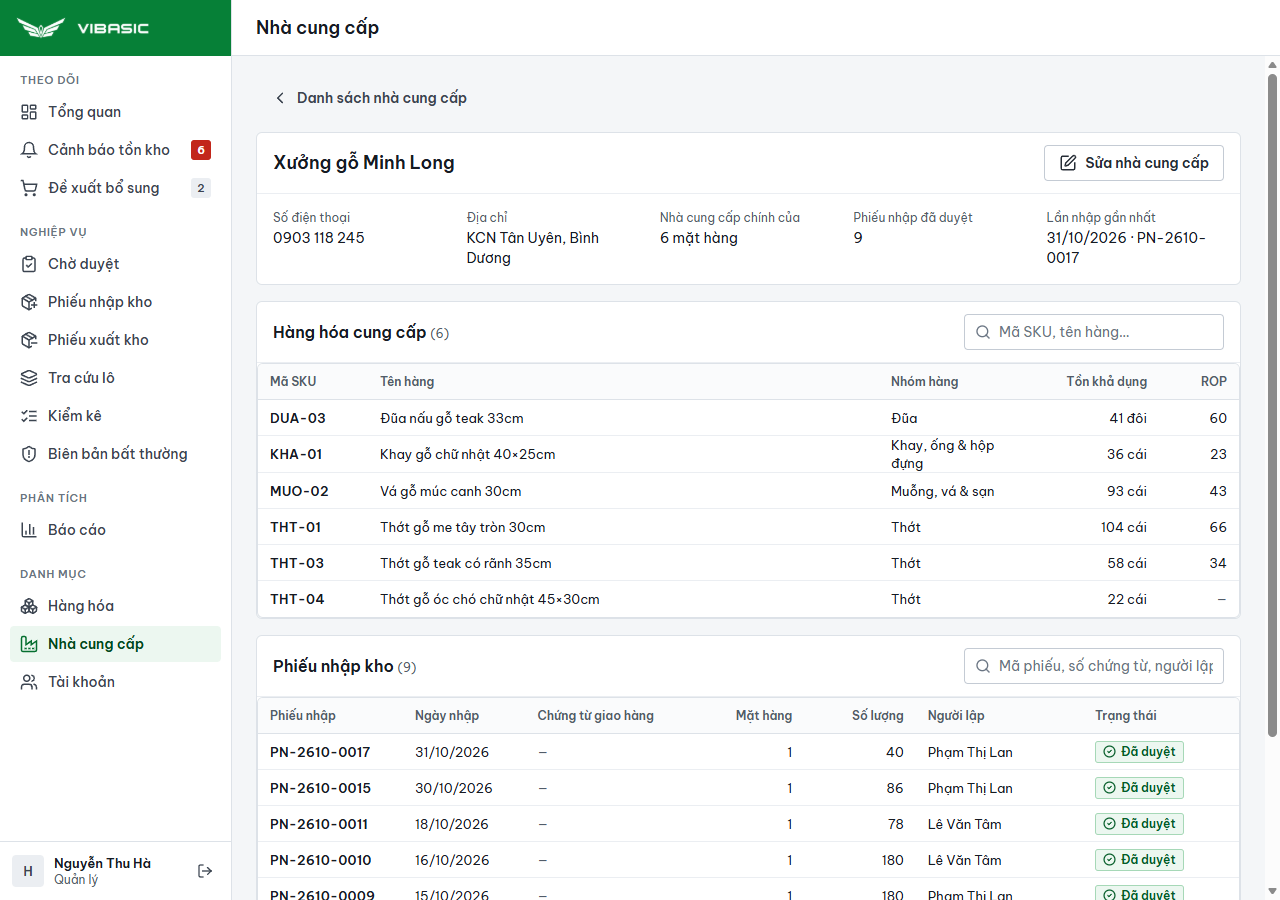 VIBASIC
Nhà cung cấp
THEO DÕI
Tổng quan
Cảnh báo tồn kho 6
Đề xuất bổ sung 2
NGHIỆP VỤ
Chờ duyệt
Phiếu nhập kho
Phiếu xuất kho
Tra cứu lô
Kiểm kê
Biên bản bất thường
PHÂN TÍCH
Báo cáo
DANH MỤC
Hàng hóa
Nhà cung cấp
Tài khoản
H
Nguyễn Thu Hà
Quản lý
Danh sách nhà cung cấp
Xưởng gỗ Minh Long
Sửa nhà cung cấp
Số điện thoại
0903 118 245
Địa chỉ
KCN Tân Uyên, Bình
Dương
Nhà cung cấp chính của
6 mặt hàng
Phiếu nhập đã duyệt
9
Lần nhập gần nhất
31/10/2026 · PN-2610-
0017
Hàng hóa cung cấp (6)
Mã SKU, tên hàng...
Mã SKU Tên hàng Nhóm hàng Tồn khả dụng ROP
DUA-03 Đũa nấu gỗ teak 33cm Đũa 41 đôi 60
KHA-01 Khay gỗ chữ nhật 40×25cm Khay, ống & hộp
đựng 36 cái 23
MUO-02 Vá gỗ múc canh 30cm Muỗng, vá & sạn 93 cái 43
THT-01 Thớt gỗ me tây tròn 30cm Thớt 104 cái 66
THT-03 Thớt gỗ teak có rãnh 35cm Thớt 58 cái 34
THT-04 Thớt gỗ óc chó chữ nhật 45×30cm Thớt 22 cái –
Phiếu nhập kho (9)
Mã phiếu, số chứng từ, người lập
Phiếu nhập Ngày nhập Chứng từ giao hàng Mặt hàng Số lượng Người lập Trạng thái
PN-2610-0017 31/10/2026 – 1 40 Phạm Thị Lan Đã duyệt
PN-2610-0015 30/10/2026 – 1 86 Phạm Thị Lan Đã duyệt
PN-2610-0011 18/10/2026 – 1 78 Lê Văn Tâm Đã duyệt
PN-2610-0010 16/10/2026 – 1 180 Lê Văn Tâm Đã duyệt
PN-2610-0009 15/10/2026 – 1 180 Phạm Thị Lan Đã duyệt